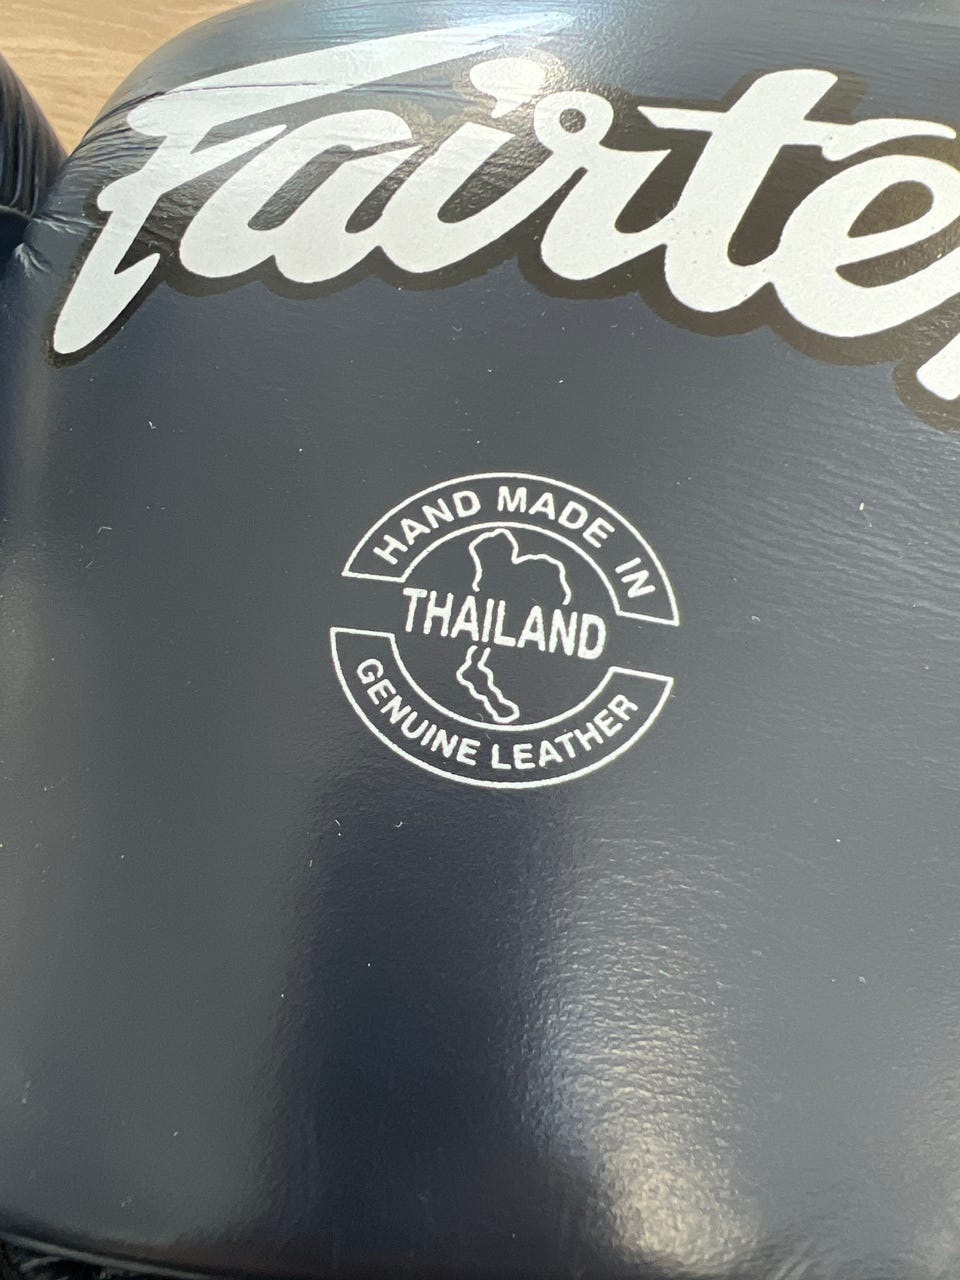 Fairte
HAND MADE IN
THAILAND
GENUINE LEATHER